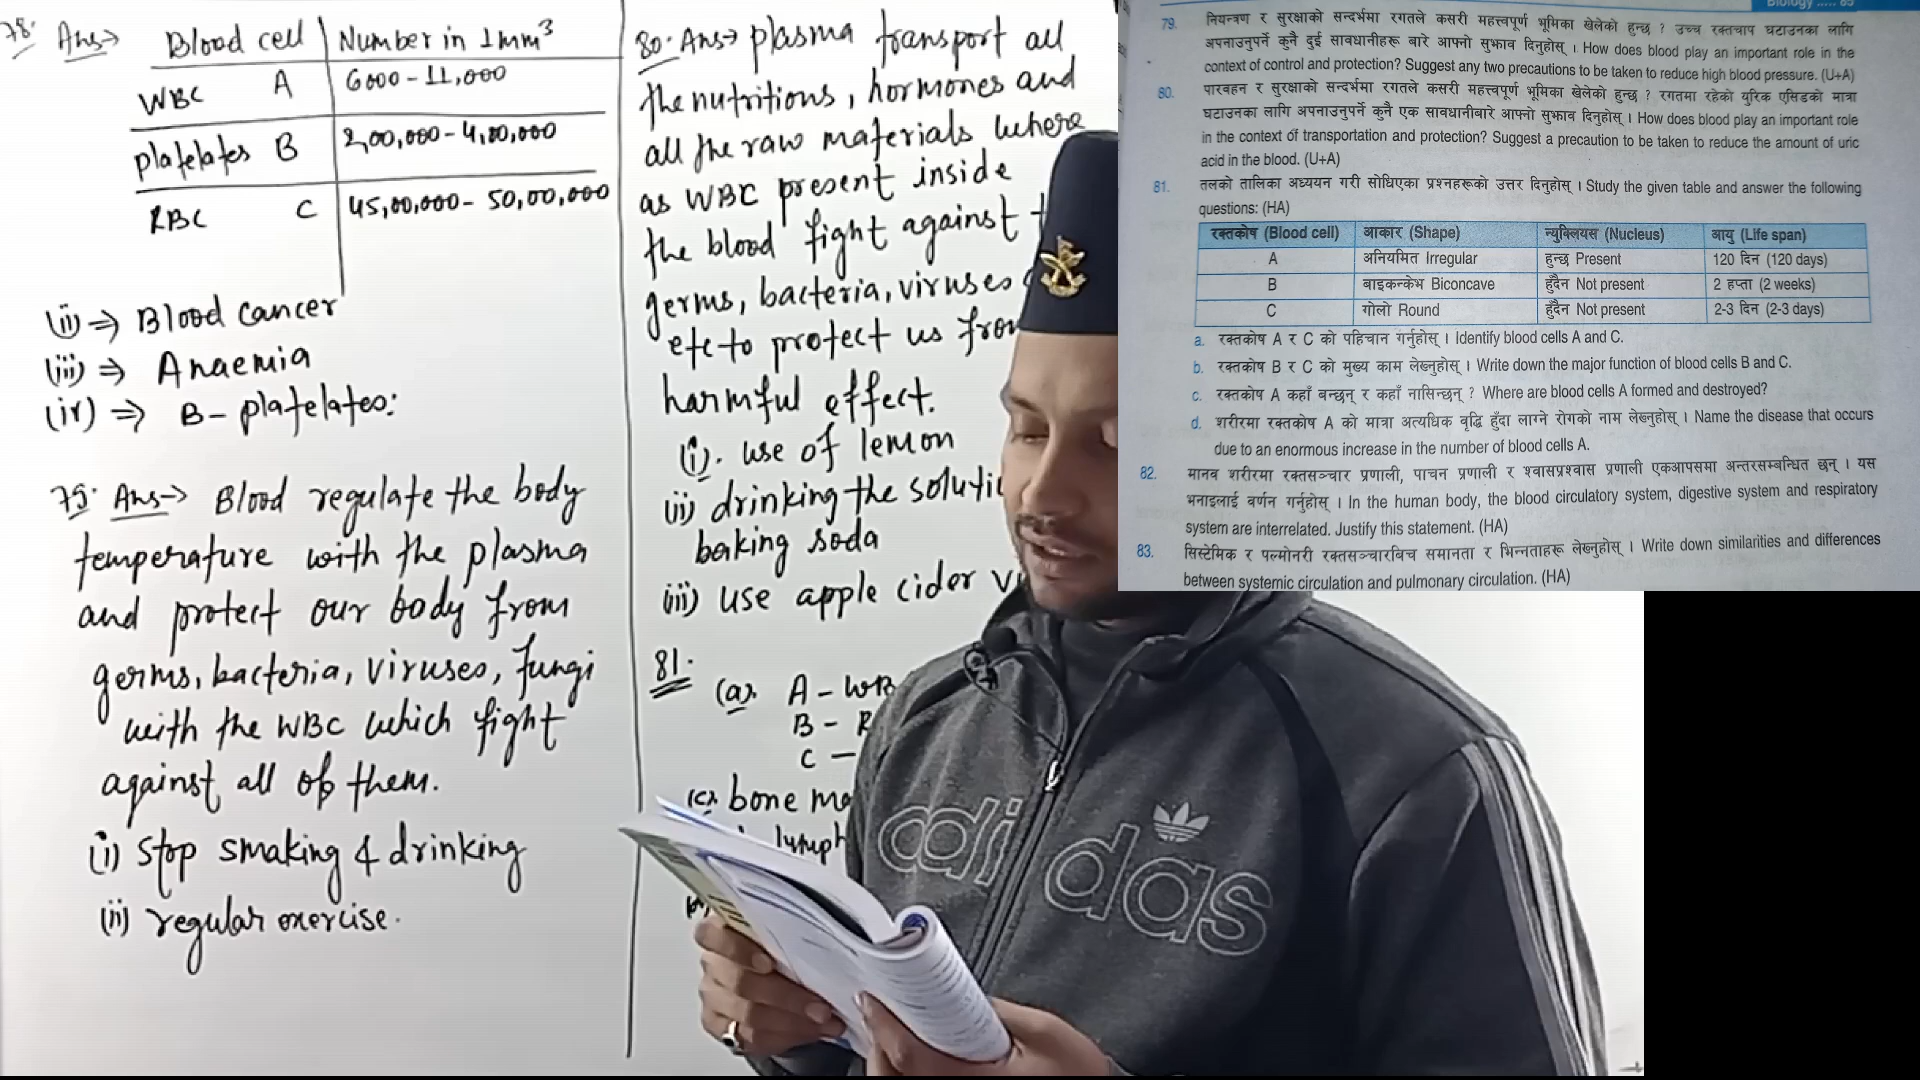 78. Ans→
Blood cell Number in 1mm³
WBC A 6000 - 11,000
platelates B 2,00,000 - 4,00,000
RBC C 45,00,000 - 50,00,000
(ii) ⇒ Blood cancer
(iii) ⇒ Anaemia
(iv) ⇒ B - platelates:
79. Ans→ Blood regulate the body
temperature with the plasma
and protect our body from
germs, bacteria, viruses, fungi
with the WBC which fight
against all of them.
(i) stop smaking & drinking
(ii) regular exercise.
80. Ans→ plasma transport all
the nutritions, hormones and
all the raw materials where
as WBC present inside
the blood fight against
germs, bacteria, viruses
etc to protect us from
harmful effect.
(i). use of lemon
(ii) drinking the soluti
baking soda
(iii) use apple cider
81.
(a). A - WB
B - R
C -
(c) bone ma
lymph
adidas
Biology ..... 85
79. नियन्त्रण र सुरक्षाको सन्दर्भमा रगतले कसरी महत्त्वपूर्ण भूमिका खेलेको हुन्छ ? उच्च रक्तचाप घटाउनका लागि
अपनाउनुपर्ने कुनै दुई सावधानीहरू बारे आफ्नो सुझाव दिनुहोस् । How does blood play an important role in the
context of control and protection? Suggest any two precautions to be taken to reduce high blood pressure. (U+A)
80. पारवहन र सुरक्षाको सन्दर्भमा रगतले कसरी महत्त्वपूर्ण भूमिका खेलेको हुन्छ ? रगतमा रहेको युरिक एसिडको मात्रा
घटाउनका लागि अपनाउनुपर्ने कुनै एक सावधानीबारे आफ्नो सुझाव दिनुहोस् । How does blood play an important role
in the context of transportation and protection? Suggest a precaution to be taken to reduce the amount of uric
acid in the blood. (U+A)
81. तलको तालिका अध्ययन गरी सोधिएका प्रश्नहरूको उत्तर दिनुहोस् । Study the given table and answer the following
questions: (HA)
रक्तकोष (Blood cell) आकार (Shape) न्युक्लियस (Nucleus) आयु (Life span)
A अनियमित Irregular हुन्छ Present 120 दिन (120 days)
B बाइकन्केभ Biconcave हुँदैन Not present 2 हप्ता (2 weeks)
C गोलो Round हुँदैन Not present 2-3 दिन (2-3 days)
a. रक्तकोष A र C को पहिचान गर्नुहोस् । Identify blood cells A and C.
b. रक्तकोष B र C को मुख्य काम लेख्नुहोस् । Write down the major function of blood cells B and C.
c. रक्तकोष A कहाँ बन्छन् र कहाँ नासिन्छन् ? Where are blood cells A formed and destroyed?
d. शरीरमा रक्तकोष A को मात्रा अत्यधिक वृद्धि हुँदा लाग्ने रोगको नाम लेख्नुहोस् । Name the disease that occurs
due to an enormous increase in the number of blood cells A.
82. मानव शरीरमा रक्तसञ्चार प्रणाली, पाचन प्रणाली र श्वासप्रश्वास प्रणाली एकआपसमा अन्तरसम्बन्धित छन् । यस
भनाइलाई वर्णन गर्नुहोस् । In the human body, the blood circulatory system, digestive system and respiratory
system are interrelated. Justify this statement. (HA)
83. सिस्टेमिक र पल्मोनरी रक्तसञ्चारबिच समानता र भिन्नताहरू लेख्नुहोस् । Write down similarities and differences
between systemic circulation and pulmonary circulation. (HA)